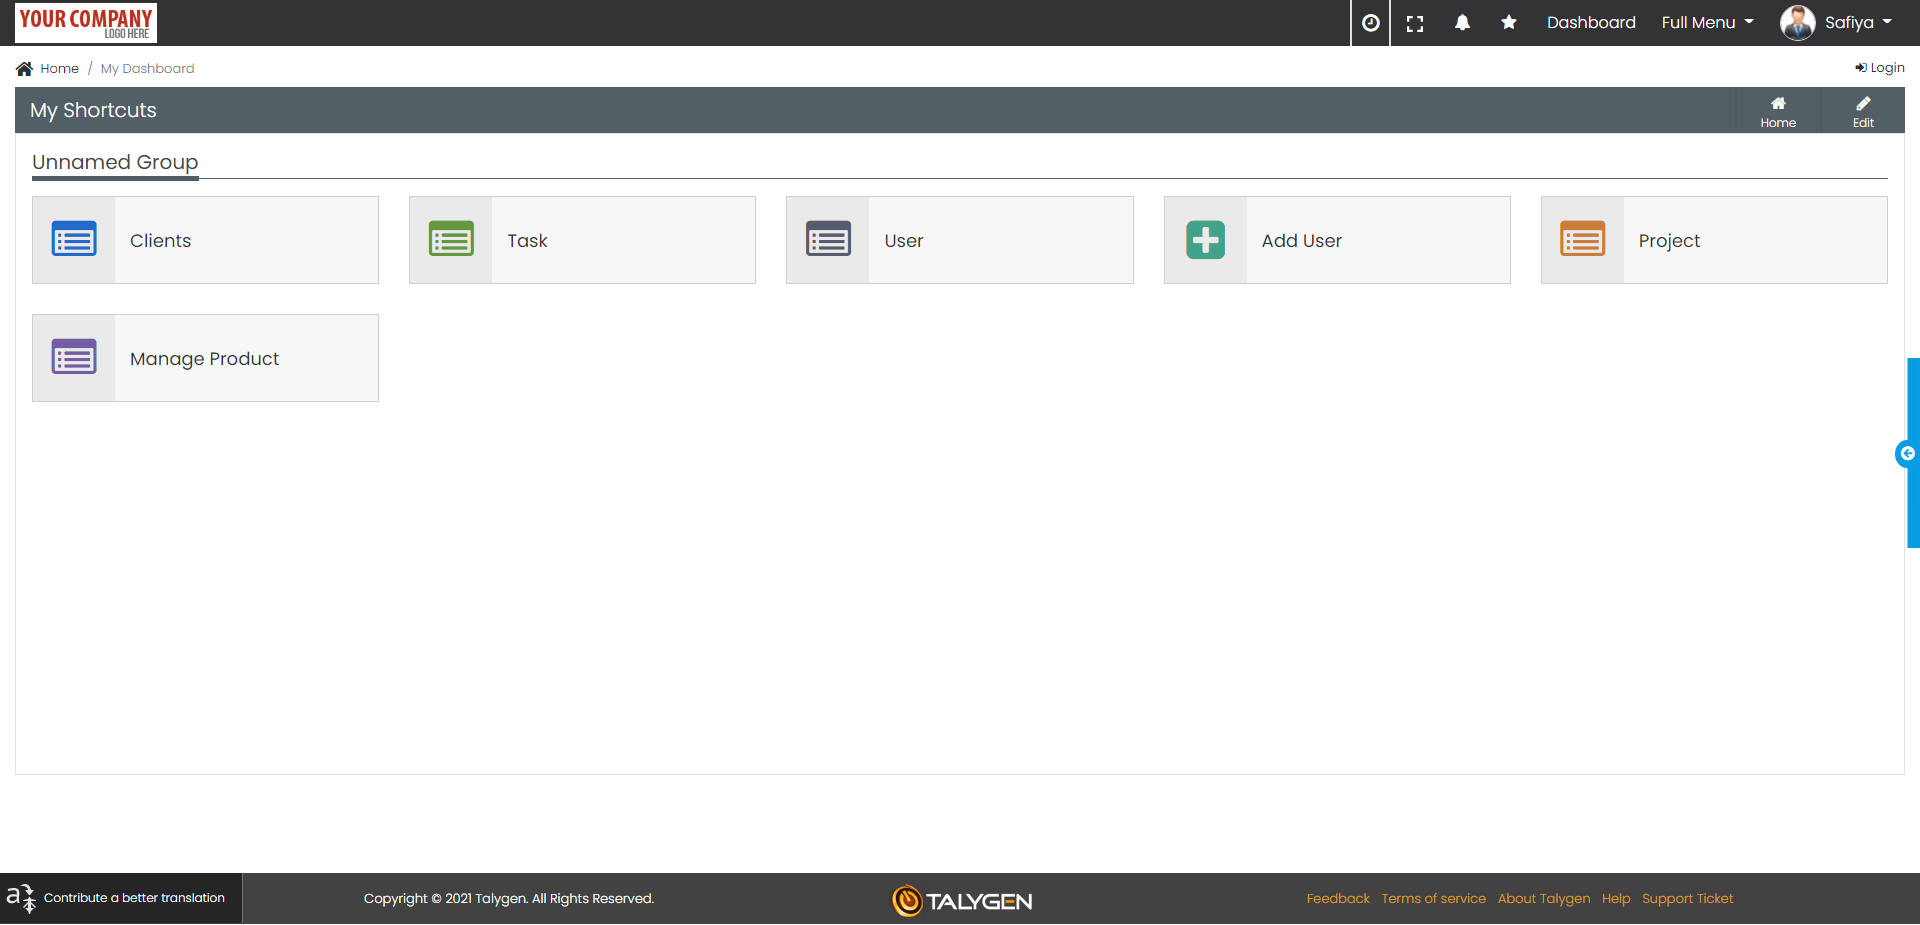 YOUR COMPANY
LOGO HERE
Dashboard
Full Menu
Safiya
Home / My Dashboard
Login
My Shortcuts
Home
Edit
Unnamed Group
Clients
Task
User
Add User
Project
Manage Product
Contribute a better translation
Copyright © 2021 Talygen. All Rights Reserved.
TALYGEN
Feedback
Terms of service
About Talygen
Help
Support Ticket